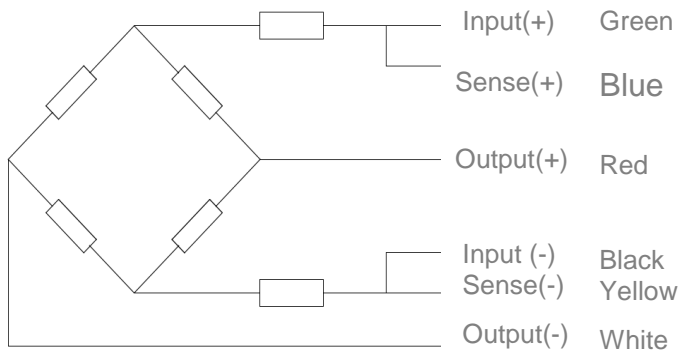 Input(+) Green
Sense(+) Blue
Output(+) Red
Input (-) Black
Sense(-) Yellow
Output(-) White